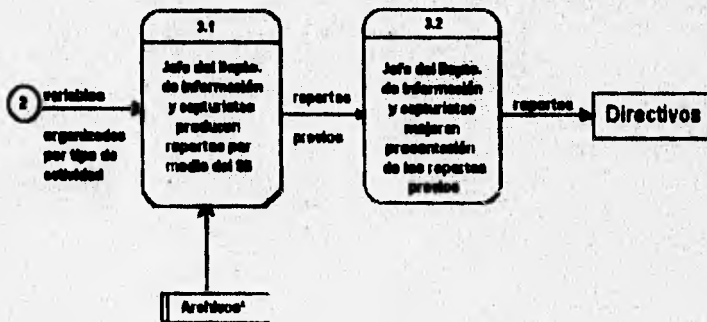 3.1
Jefe del Depto.
de información
y capturistas
producen
reportes por
medio del SS
3.2
Jefe del Depto.
de información
y capturistas
mejoran
presentación
de los reportes
previos
2
variables
organizadas
por tipo de
actividad
reportes
previos
reportes
Directivos
Archivos*